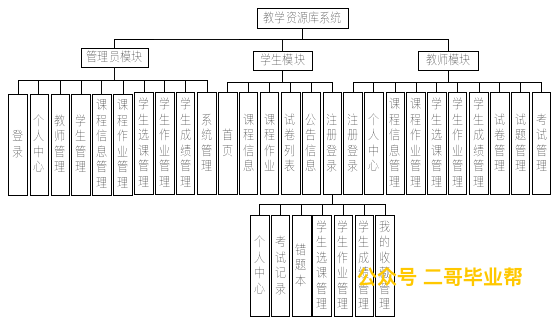 教学资源库系统
管理员模块
学生模块
教师模块
登录
个人中心
教师管理
学生管理
课程信息管理
课程作业管理
学生选课管理
学生作业管理
学生成绩管理
系统管理
首页
课程信息
课程作业
试卷列表
公告信息
注册登录
注册登录
个人中心
课程信息管理
课程作业管理
学生选课管理
学生作业管理
学生成绩管理
试卷管理
试题管理
考试管理
个人中心
考试记录
错题本
学生选课管理
学生作业管理
学生成绩管理
我的收藏管理
公众号 二哥毕业帮